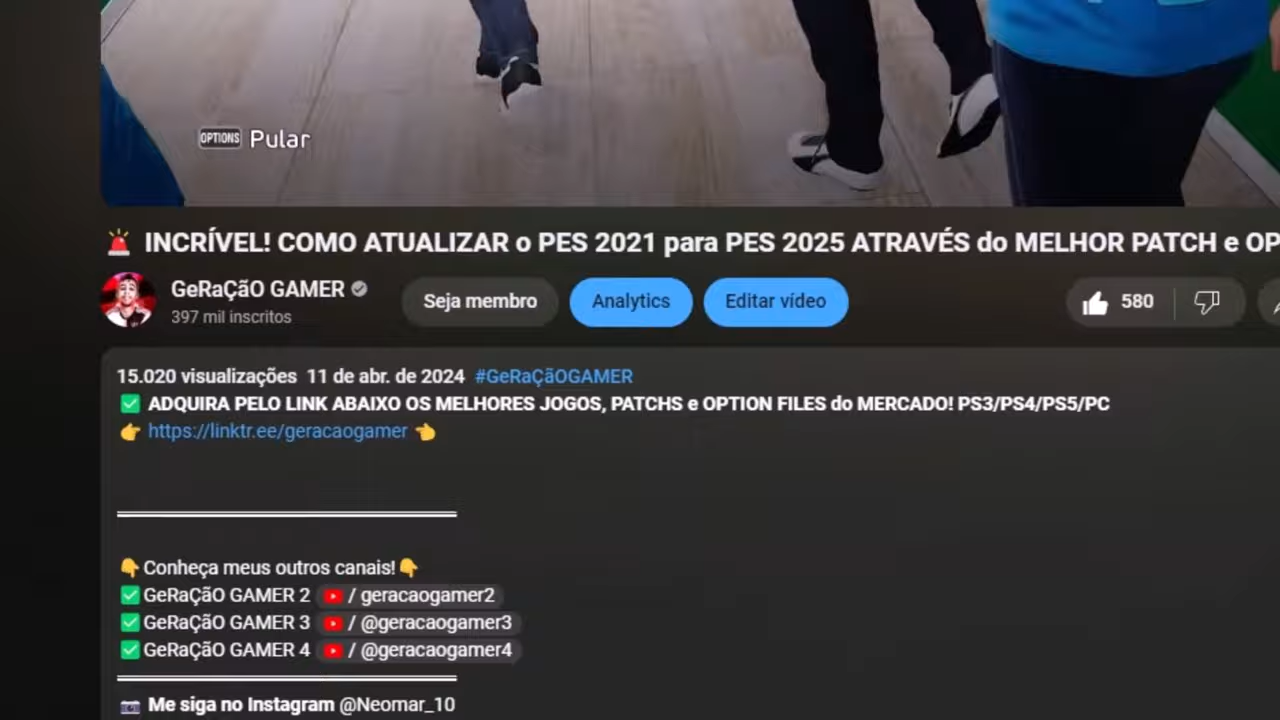 OPTIONS Pular
🚨 INCRÍVEL! COMO ATUALIZAR o PES 2021 para PES 2025 ATRAVÉS do MELHOR PATCH e OP
GeRaÇãO GAMER
397 mil inscritos
Seja membro
Analytics
Editar vídeo
580
15.020 visualizações 11 de abr. de 2024 #GeRaÇãOGAMER
✅ ADQUIRA PELO LINK ABAIXO OS MELHORES JOGOS, PATCHS e OPTION FILES do MERCADO! PS3/PS4/PS5/PC
👉 https://linktr.ee/geracaogamer 👈
👇Conheça meus outros canais!👇
✅GeRaÇãO GAMER 2 / geracaogamer2
✅GeRaÇãO GAMER 3 / @geracaogamer3
✅GeRaÇãO GAMER 4 / @geracaogamer4
📷 Me siga no Instagram @Neomar_10